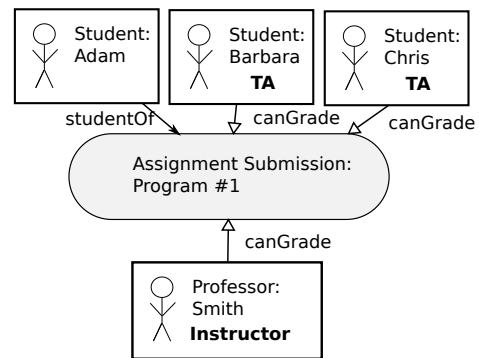 Student:
Adam
Student:
Barbara
TA
Student:
Chris
TA
studentOf
canGrade
canGrade
Assignment Submission:
Program #1
canGrade
Professor:
Smith
Instructor